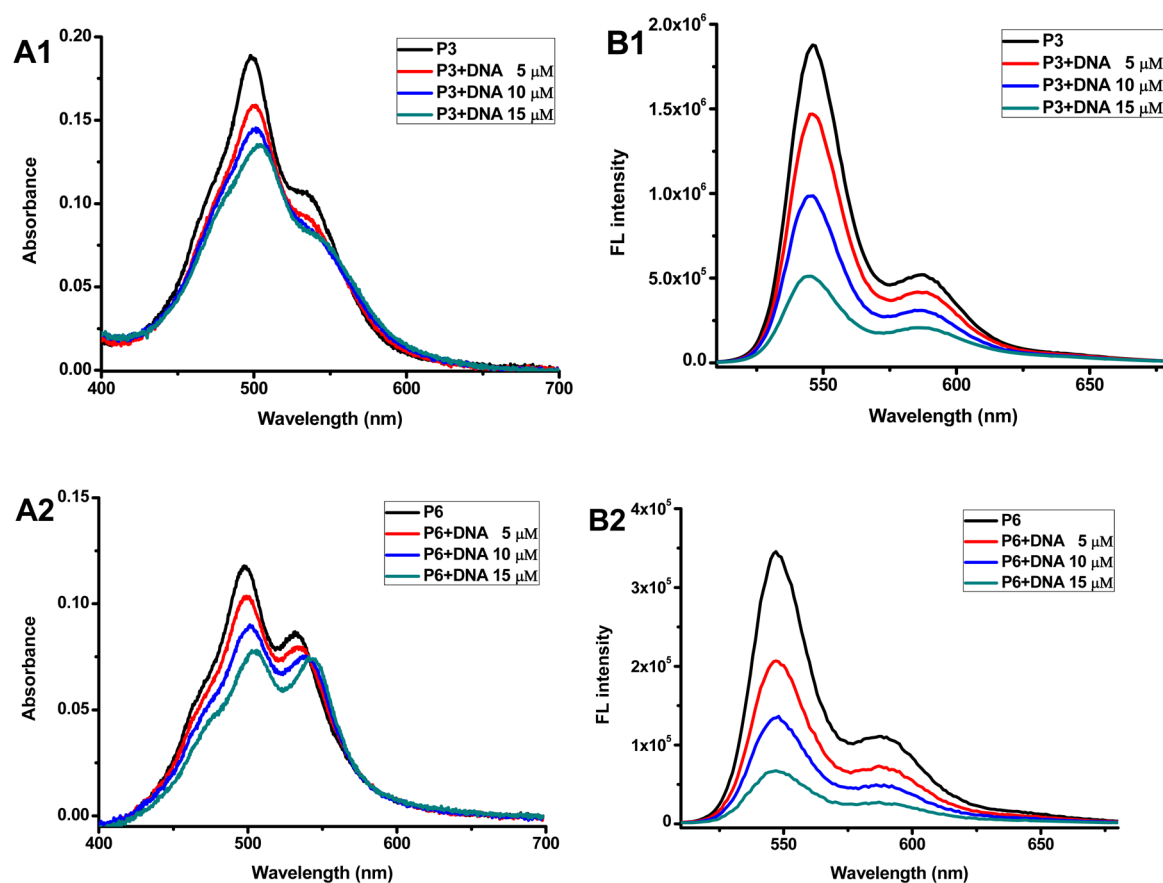 A1
0.20
0.15
0.10
0.05
0.00
400
500
600
700
Absorbance
Wavelength (nm)
P3
P3+DNA 5 μM
P3+DNA 10 μM
P3+DNA 15 μM
B1
2.0x10⁶
1.5x10⁶
1.0x10⁶
5.0x10⁵
0.0
550
600
650
FL intensity
Wavelength (nm)
P3
P3+DNA 5 μM
P3+DNA 10 μM
P3+DNA 15 μM
A2
0.15
0.10
0.05
0.00
400
500
600
700
Absorbance
Wavelength (nm)
P6
P6+DNA 5 μM
P6+DNA 10 μM
P6+DNA 15 μM
B2
4x10⁵
3x10⁵
2x10⁵
1x10⁵
0
550
600
650
FL intensity
Wavelength (nm)
P6
P6+DNA 5 μM
P6+DNA 10 μM
P6+DNA 15 μM